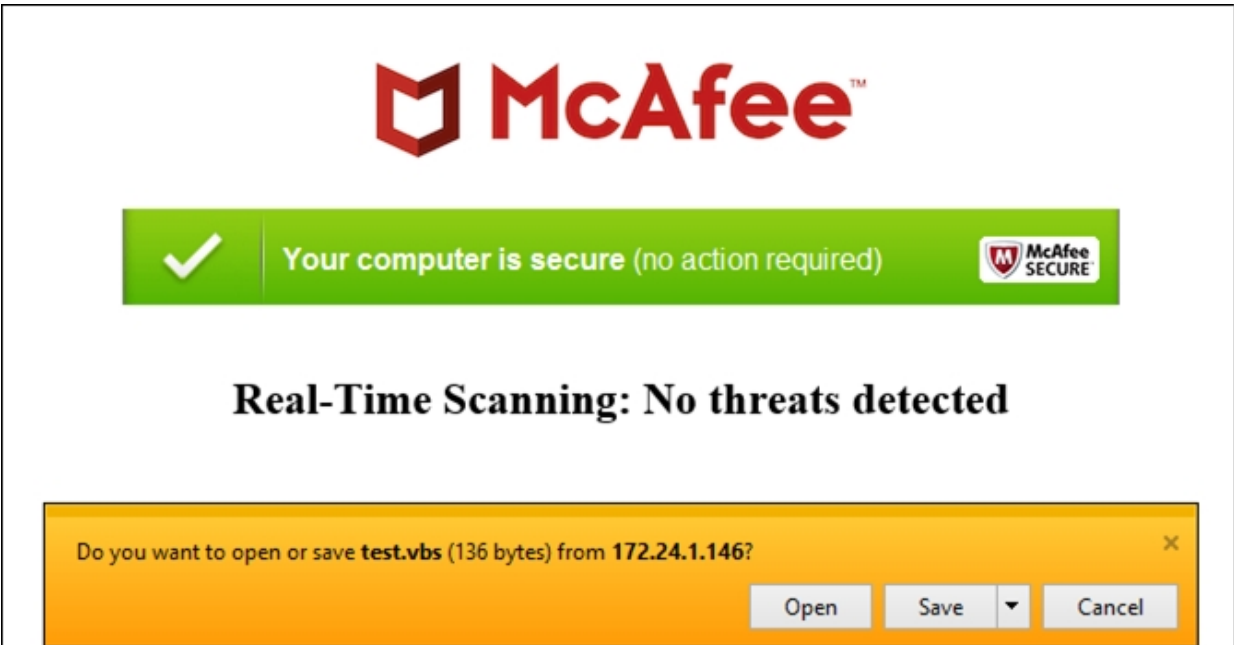 McAfee™
Your computer is secure (no action required)
McAfee
SECURE
Real-Time Scanning: No threats detected
Do you want to open or save test.vbs (136 bytes) from 172.24.1.146?
×
Open Save Cancel